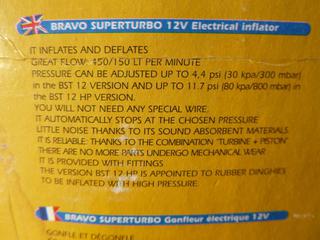 BRAVO SUPERTURBO 12V Electrical inflator
IT INFLATES AND DEFLATES
GREAT FLOW: 450/150 LT PER MINUTE
PRESSURE CAN BE ADJUSTED UP TO 4,4 psi (30 kpa/300 mbar)
in the BST 12 VERSION AND UP TO 11.7 psi (80 kpa/800 mbar) in
the BST 12 HP VERSION.
YOU WILL NOT NEED ANY SPECIAL WIRE.
IT AUTOMATICALLY STOPS AT THE CHOSEN PRESSURE
LITTLE NOISE THANKS TO ITS SOUND ABSORBENT MATERIALS.
IT IS RELIABLE: THANKS TO THE COMBINATION "TURBINE + PISTON"
THERE ARE NO MORE PARTS UNDERGO MECHANICAL WEAR
IT IS PROVIDED WITH FITTINGS
THE VERSION BST 12 HP IS APPOINTED TO RUBBER DINGHIES
TO BE INFLATED WITH HIGH PRESSURE.
BRAVO SUPERTURBO Gonfleur électrique 12V
GONFLE ET DÉGONFLE